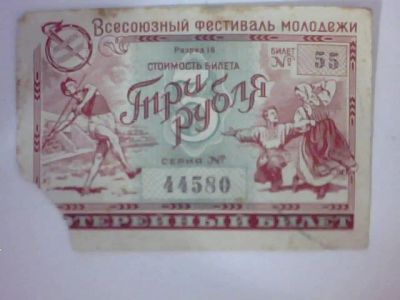 Всесоюзный фестиваль молодежи
Разряд 16
БИЛЕТ
№ 55
СТОИМОСТЬ БИЛЕТА
Три
рубля
СЕРИЯ №
44580
ТЕРЕЙНЫЙ БИЛЕТ